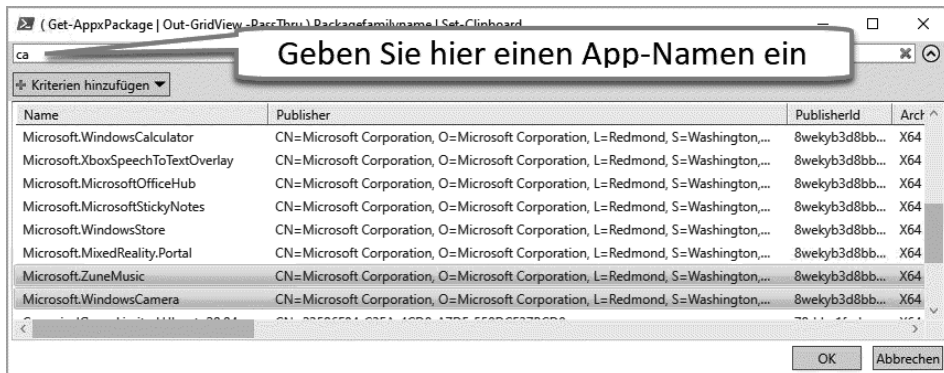 ( Get-AppxPackage | Out-GridView -PassThru ).Packagefamilyname | Set-Clipboard
ca
Geben Sie hier einen App-Namen ein
Kriterien hinzufügen
Name Publisher PublisherId Arch
Microsoft.WindowsCalculator CN=Microsoft Corporation, O=Microsoft Corporation, L=Redmond, S=Washington,... 8wekyb3d8bb... X64
Microsoft.XboxSpeechToTextOverlay CN=Microsoft Corporation, O=Microsoft Corporation, L=Redmond, S=Washington,... 8wekyb3d8bb... X64
Microsoft.MicrosoftOfficeHub CN=Microsoft Corporation, O=Microsoft Corporation, L=Redmond, S=Washington,... 8wekyb3d8bb... X64
Microsoft.MicrosoftStickyNotes CN=Microsoft Corporation, O=Microsoft Corporation, L=Redmond, S=Washington,... 8wekyb3d8bb... X64
Microsoft.WindowsStore CN=Microsoft Corporation, O=Microsoft Corporation, L=Redmond, S=Washington,... 8wekyb3d8bb... X64
Microsoft.MixedReality.Portal CN=Microsoft Corporation, O=Microsoft Corporation, L=Redmond, S=Washington,... 8wekyb3d8bb... X64
Microsoft.ZuneMusic CN=Microsoft Corporation, O=Microsoft Corporation, L=Redmond, S=Washington,... 8wekyb3d8bb... X64
Microsoft.WindowsCamera CN=Microsoft Corporation, O=Microsoft Corporation, L=Redmond, S=Washington,... 8wekyb3d8bb... X64
OK Abbrechen